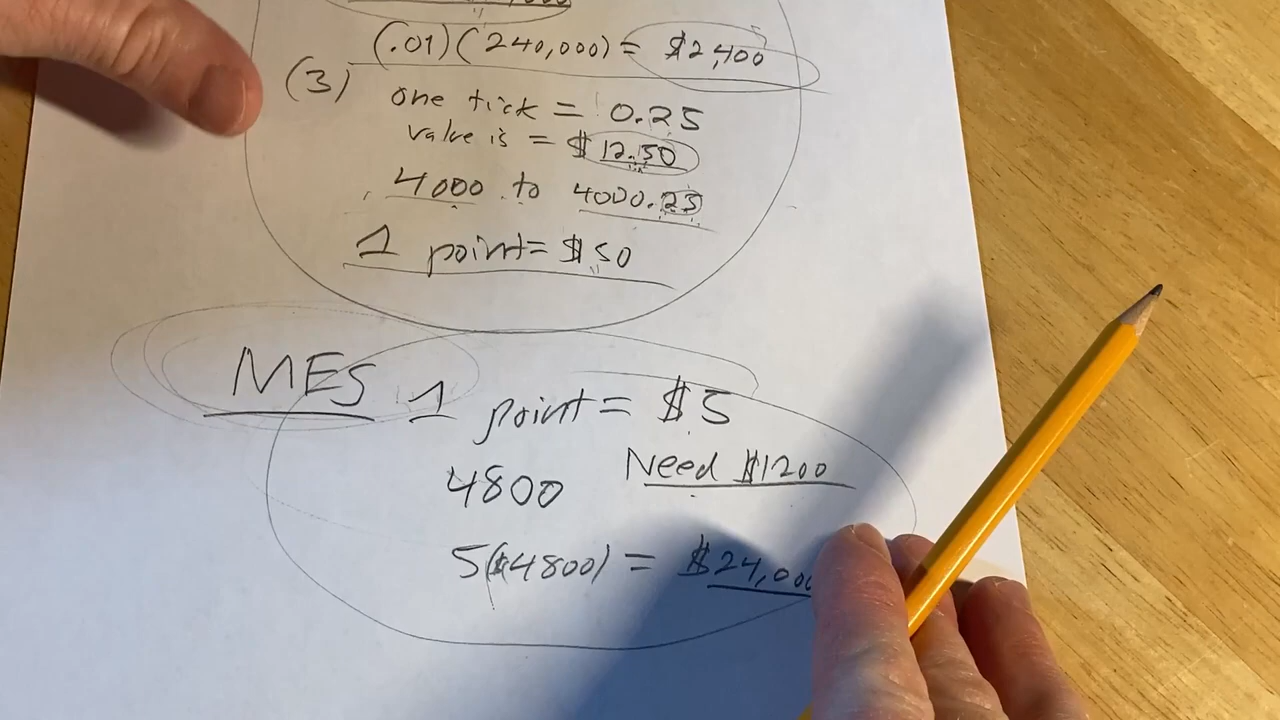 (.01)(240,000) = $2,400
(3)
one tick = 0.25
value is = $12.50
4000 to 4000.25
1 point = $50
MES 1 point = $5
4800 Need $1200
5($4800) = $24,000